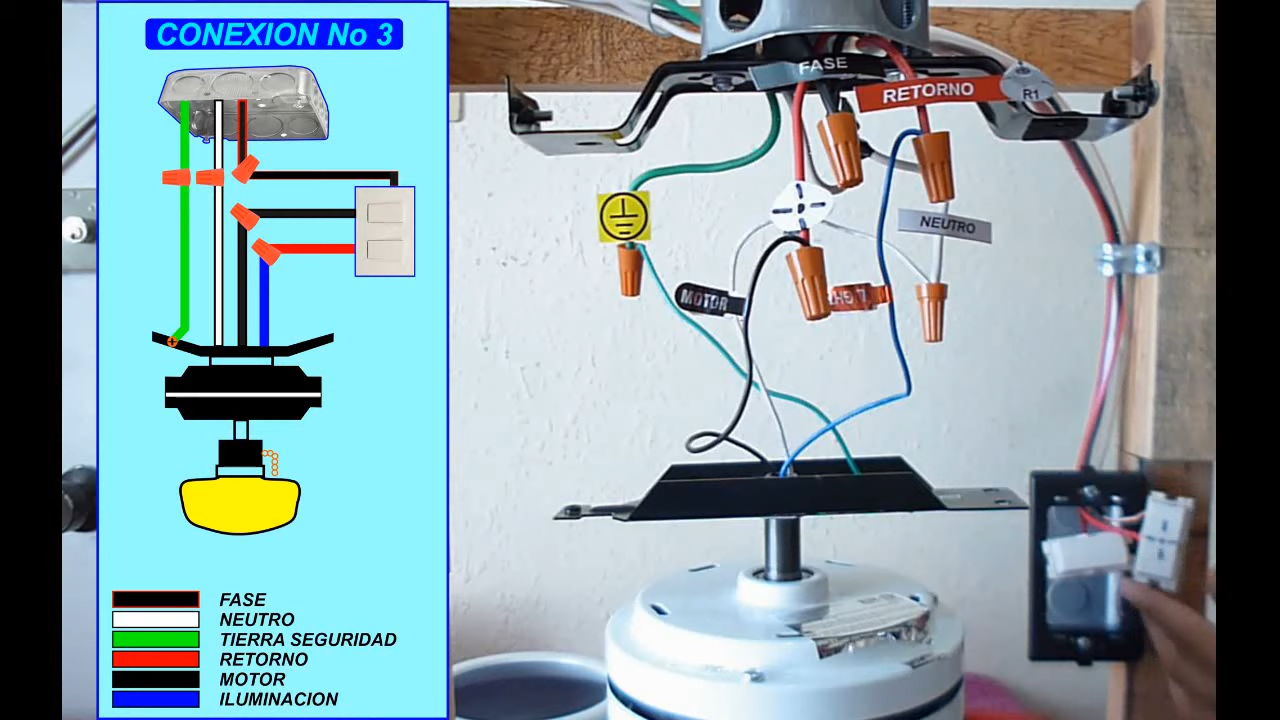 CONEXION No 3
FASE
NEUTRO
TIERRA SEGURIDAD
RETORNO
MOTOR
ILUMINACION
FASE
RETORNO
R1
NEUTRO
MOTOR